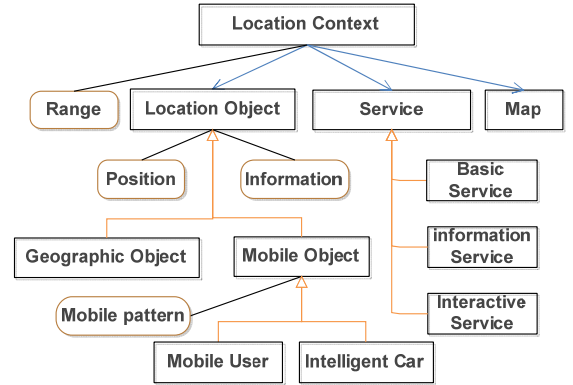 Location Context
Range
Location Object
Service
Map
Position
Information
Basic
Service
Geographic Object
Mobile Object
information
Service
Mobile pattern
Interactive
Service
Mobile User
Intelligent Car